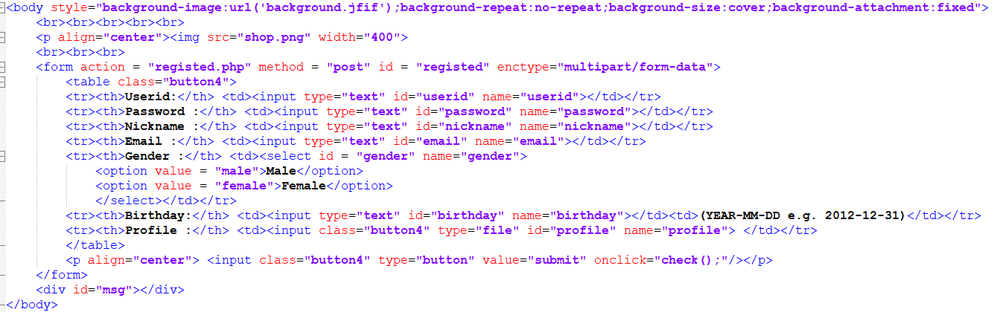 <body style="background-image:url('background.jfif');background-repeat:no-repeat;background-size:cover;background-attachment:fixed">
<br><br><br><br><br>
<p align="center"><img src="shop.png" width="400">
<br><br><br>
<form action = "registed.php" method = "post" id = "registed" enctype="multipart/form-data">
<table class="button4">
<tr><th>Userid:</th> <td><input type="text" id="userid" name="userid"></td></tr>
<tr><th>Password :</th> <td><input type="text" id="password" name="password"></td></tr>
<tr><th>Nickname :</th> <td><input type="text" id="nickname" name="nickname"></td></tr>
<tr><th>Email :</th> <td><input type="text" id="email" name="email"></td></tr>
<tr><th>Gender :</th> <td><select id = "gender" name="gender">
<option value = "male">Male</option>
<option value = "female">Female</option>
</select></td></tr>
<tr><th>Birthday:</th> <td><input type="text" id="birthday" name="birthday"></td><td>(YEAR-MM-DD e.g. 2012-12-31)</td></tr>
<tr><th>Profile :</th> <td><input class="button4" type="file" id="profile" name="profile"> </td></tr>
</table>
<p align="center"> <input class="button4" type="button" value="submit" onclick="check();"/></p>
</form>
<div id="msg"></div>
</body>